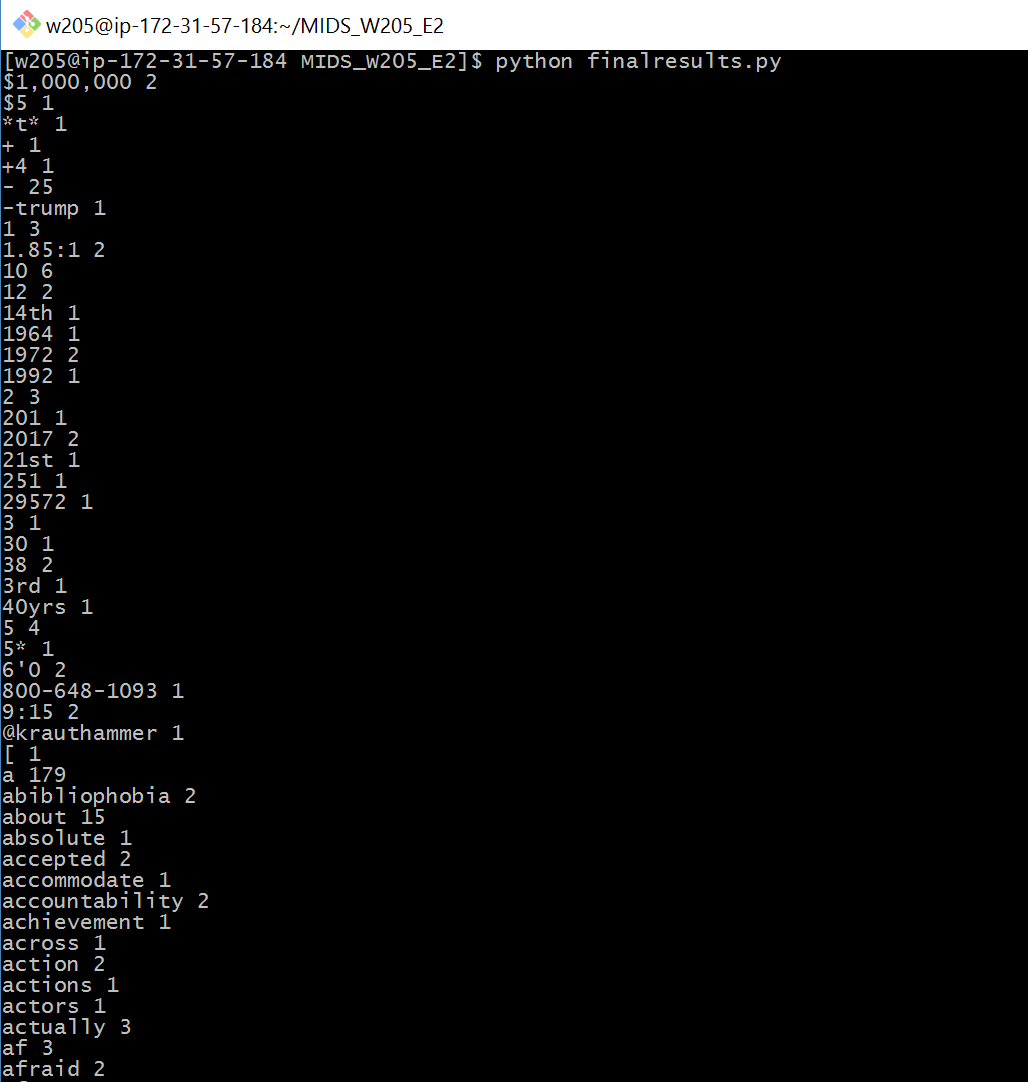 w205@ip-172-31-57-184:~/MIDS_W205_E2
[w205@ip-172-31-57-184 MIDS_W205_E2]$ python finalresults.py
$1,000,000 2
$5 1
*t* 1
+ 1
+4 1
- 25
-trump 1
1 3
1.85:1 2
10 6
12 2
14th 1
1964 1
1972 2
1992 1
2 3
201 1
2017 2
21st 1
251 1
29572 1
3 1
30 1
38 2
3rd 1
40yrs 1
5 4
5* 1
6'0 2
800-648-1093 1
9:15 2
@krauthammer 1
[ 1
a 179
abibliophobia 2
about 15
absolute 1
accepted 2
accommodate 1
accountability 2
achievement 1
across 1
action 2
actions 1
actors 1
actually 3
af 3
afraid 2